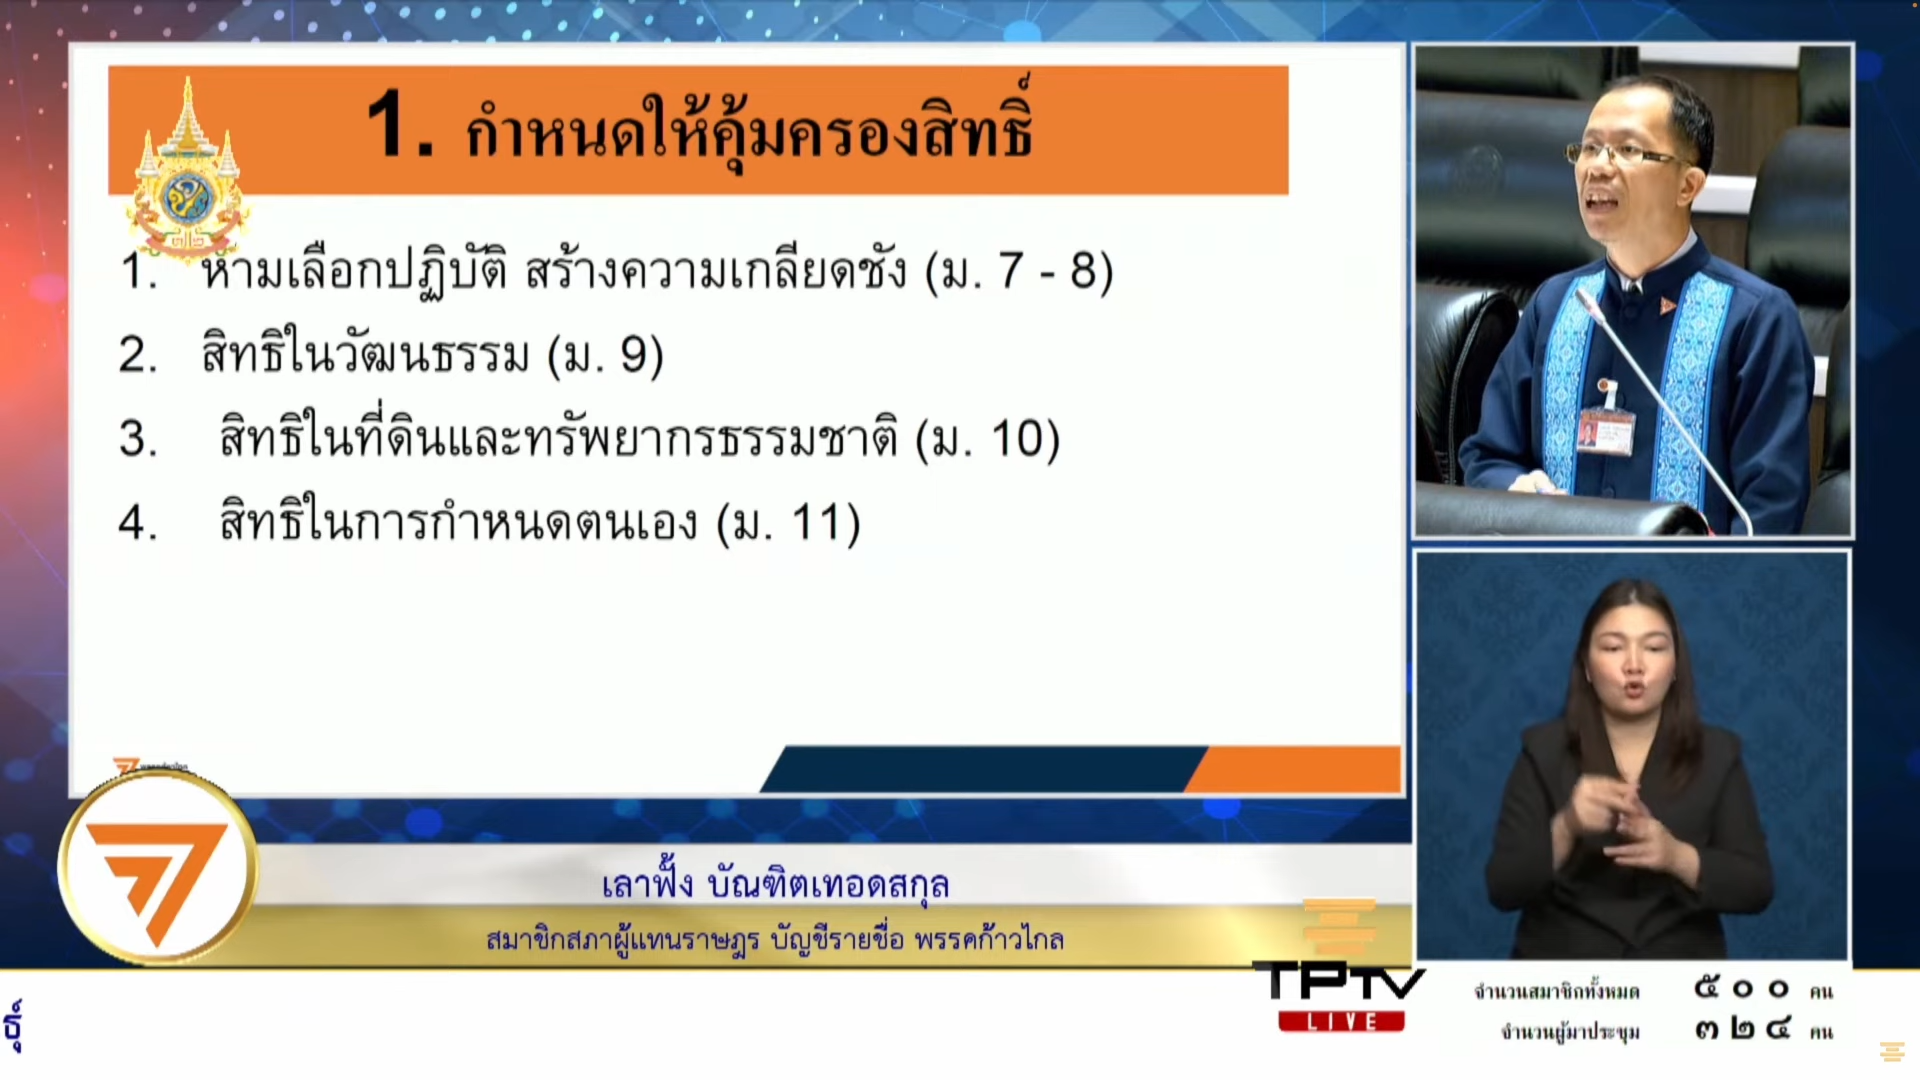 1. กำหนดให้คุ้มครองสิทธิ์
1. ห้ามเลือกปฏิบัติ สร้างความเกลียดชัง (ม. 7 - 8)
2. สิทธิในวัฒนธรรม (ม. 9)
3. สิทธิในที่ดินและทรัพยากรธรรมชาติ (ม. 10)
4. สิทธิในการกำหนดตนเอง (ม. 11)
เลาฟั้ง บัณฑิตเทอดสกุล
สมาชิกสภาผู้แทนราษฎร บัญชีรายชื่อ พรรคก้าวไกล
TPTV
LIVE
จำนวนสมาชิกทั้งหมด ๕๐๐ คน
จำนวนผู้มาประชุม ๓๒๔ คน